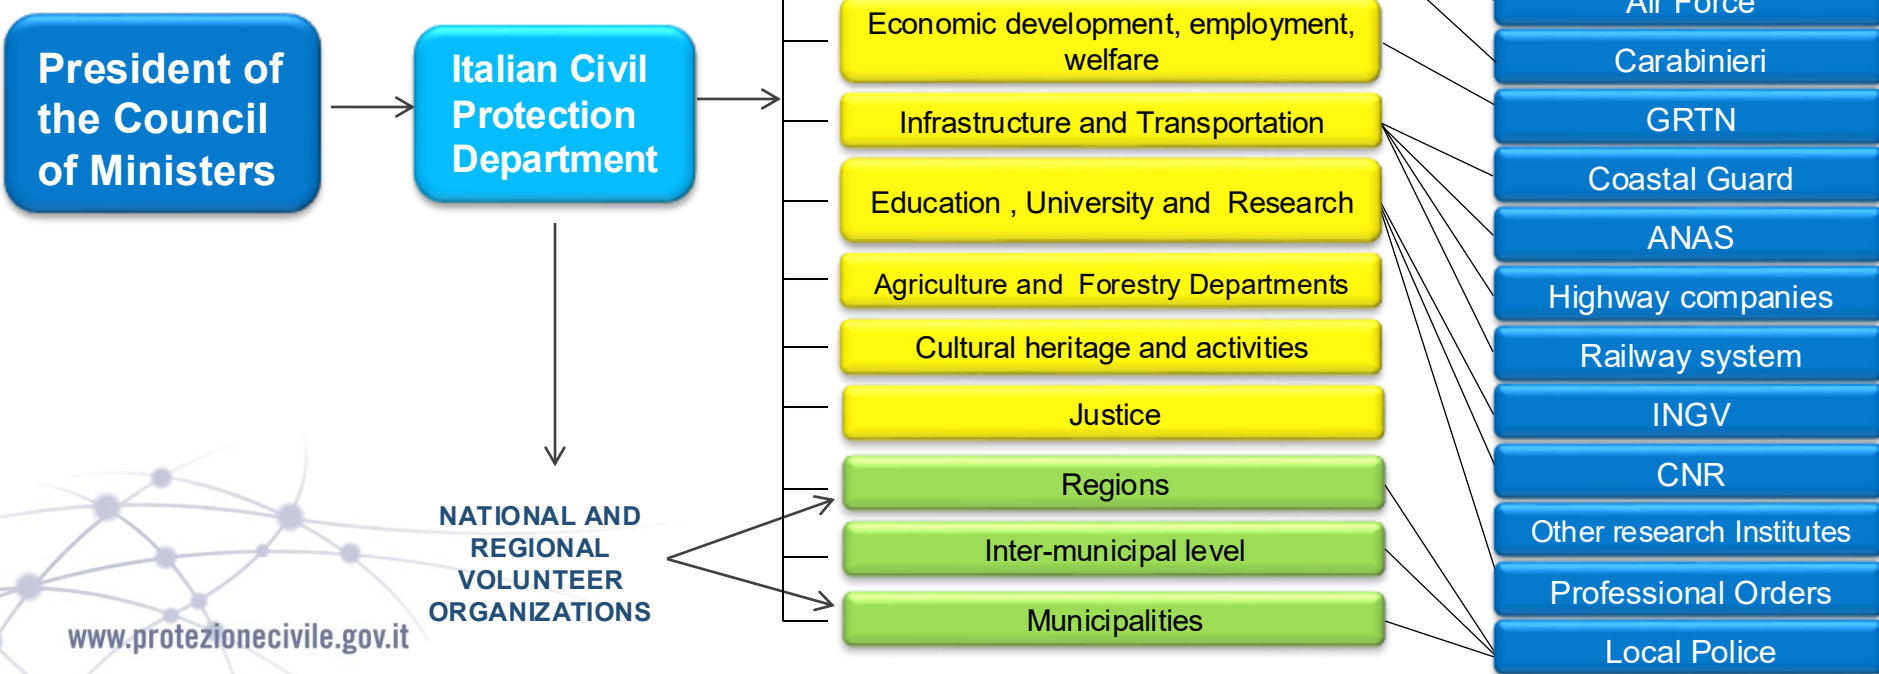 President of
the Council
of Ministers
Italian Civil
Protection
Department
NATIONAL AND
REGIONAL
VOLUNTEER
ORGANIZATIONS
www.protezionecivile.gov.it
Economic development, employment,
welfare
Infrastructure and Transportation
Education , University and Research
Agriculture and Forestry Departments
Cultural heritage and activities
Justice
Regions
Inter-municipal level
Municipalities
Air Force
Carabinieri
GRTN
Coastal Guard
ANAS
Highway companies
Railway system
INGV
CNR
Other research Institutes
Professional Orders
Local Police